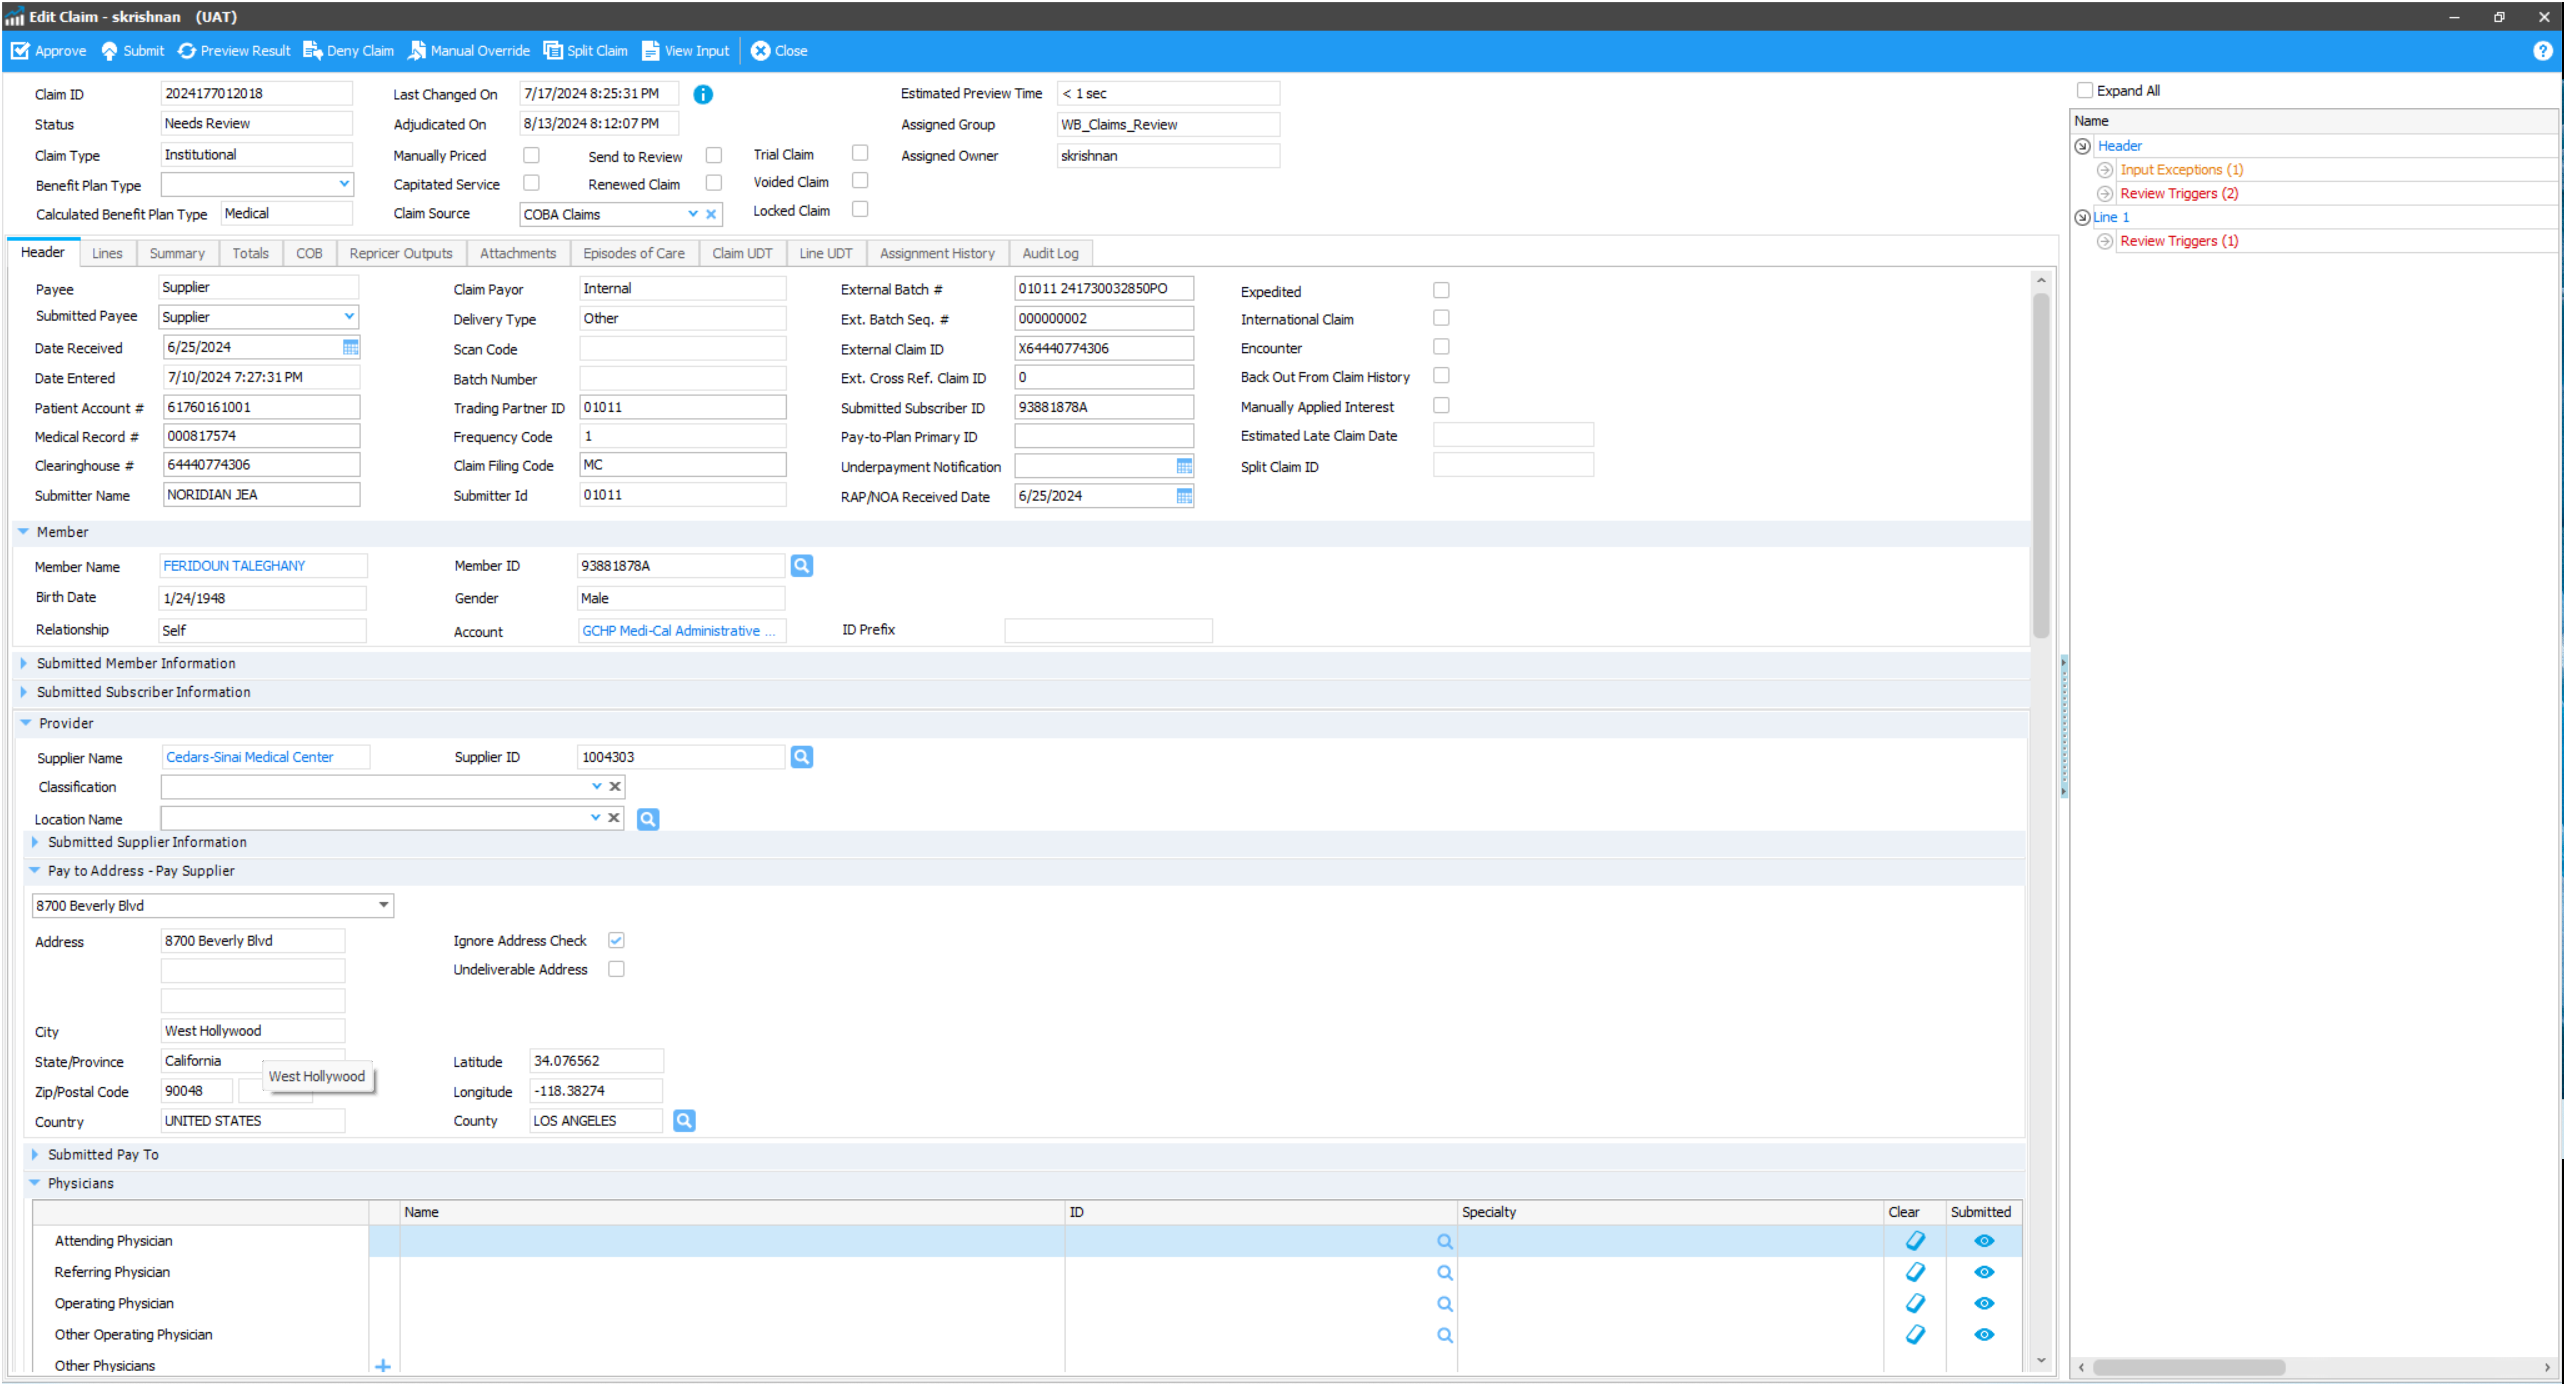 Edit Claim - skrishnan (UAT)
Approve Submit Preview Result Deny Claim Manual Override Split Claim View Input Close
Claim ID 2024177012018 Last Changed On 7/17/2024 8:25:31 PM Estimated Preview Time < 1 sec
Status Needs Review Adjudicated On 8/13/2024 8:12:07 PM Assigned Group WB_Claims_Review
Claim Type Institutional Manually Priced Send to Review Trial Claim Assigned Owner skrishnan
Benefit Plan Type Capitated Service Renewed Claim Voided Claim
Calculated Benefit Plan Type Medical Claim Source COBA Claims Locked Claim
Header Lines Summary Totals COB Repricer Outputs Attachments Episodes of Care Claim UDT Line UDT Assignment History Audit Log
Payee Supplier Claim Payor Internal External Batch # 01011 241730032850PO Expedited
Submitted Payee Supplier Delivery Type Other Ext. Batch Seq. # 000000002 International Claim
Date Received 6/25/2024 Scan Code External Claim ID X64440774306 Encounter
Date Entered 7/10/2024 7:27:31 PM Batch Number Ext. Cross Ref. Claim ID 0 Back Out From Claim History
Patient Account # 61760161001 Trading Partner ID 01011 Submitted Subscriber ID 93881878A Manually Applied Interest
Medical Record # 000817574 Frequency Code 1 Pay-to-Plan Primary ID Estimated Late Claim Date
Clearinghouse # 64440774306 Claim Filing Code MC Underpayment Notification Split Claim ID
Submitter Name NORIDIAN JEA Submitter Id 01011 RAP/NOA Received Date 6/25/2024
Member
Member Name FERIDOUN TALEGHANY Member ID 93881878A
Birth Date 1/24/1948 Gender Male
Relationship Self Account GCHP Medi-Cal Administrative ... ID Prefix
Submitted Member Information
Submitted Subscriber Information
Provider
Supplier Name Cedars-Sinai Medical Center Supplier ID 1004303
Classification
Location Name
Submitted Supplier Information
Pay to Address - Pay Supplier
8700 Beverly Blvd
Address 8700 Beverly Blvd Ignore Address Check
Undeliverable Address
City West Hollywood
State/Province California Latitude 34.076562
West Hollywood
Zip/Postal Code 90048 Longitude -118.38274
Country UNITED STATES County LOS ANGELES
Submitted Pay To
Physicians
Name ID Specialty Clear Submitted
Attending Physician
Referring Physician
Operating Physician
Other Operating Physician
Other Physicians
Expand All
Name
Header
Input Exceptions (1)
Review Triggers (2)
Line 1
Review Triggers (1)